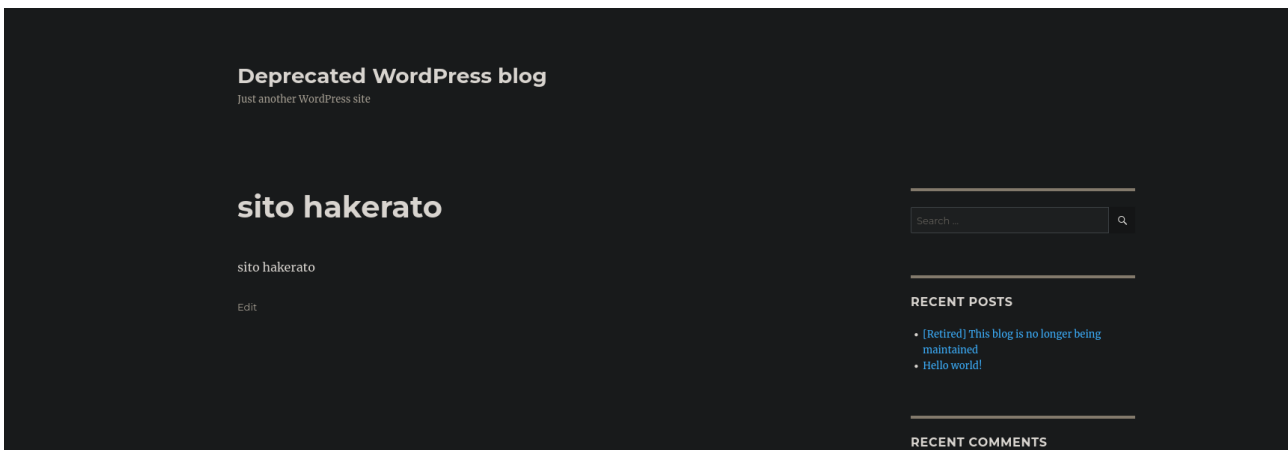 Deprecated WordPress blog
Just another WordPress site
sito hakerato
sito hakerato
Edit
Search ...
RECENT POSTS
[Retired] This blog is no longer being
maintained
Hello world!
RECENT COMMENTS